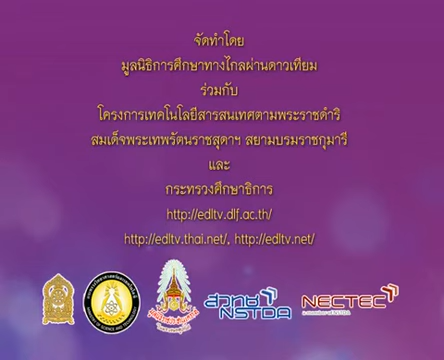 จัดทำโดย
มูลนิธิการศึกษาทางไกลผ่านดาวเทียม
ร่วมกับ
โครงการเทคโนโลยีสารสนเทศตามพระราชดำริ
สมเด็จพระเทพรัตนราชสุดาฯ สยามบรมราชกุมารี
และ
กระทรวงศึกษาธิการ
http://edltv.dlf.ac.th/
http://edltv.thai.net/, http://edltv.net/
สวทช
NSTDA
NECTEC
a member of NSTDA